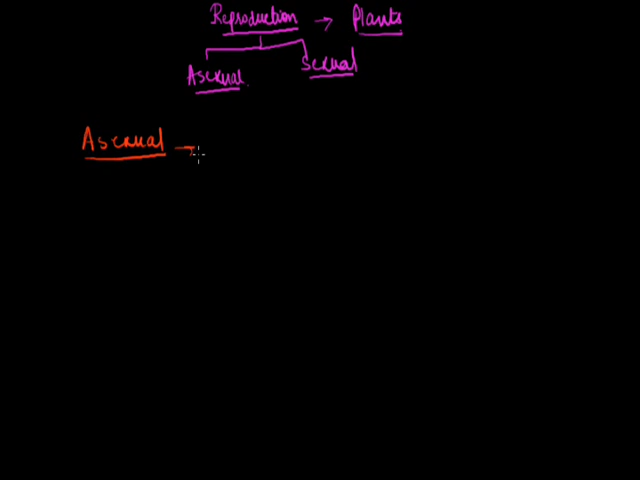 Reproduction → Plants
Asexual Sexual
Asexual →